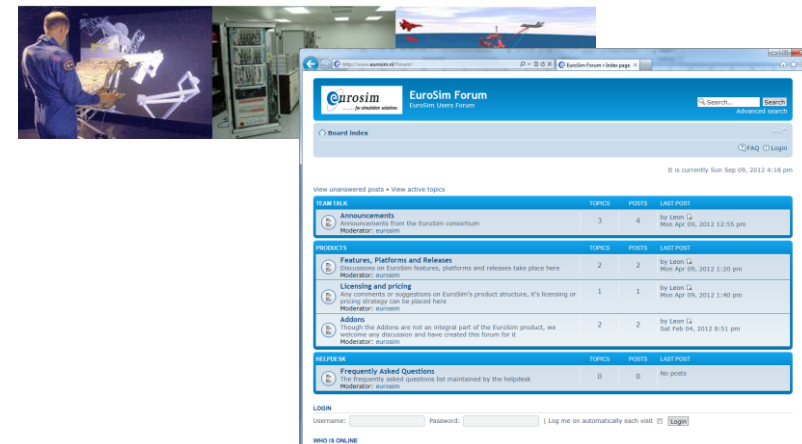 http://www.eurosim.nl/forum/
EuroSim Forum • Index page
eurosim
......for simulation solutions
EuroSim Forum
EuroSim Users Forum
Search...
Search
Advanced search
Board index
FAQ
Login
It is currently Sun Sep 09, 2012 4:18 pm
View unanswered posts • View active topics
TEAM TALK TOPICS POSTS LAST POST
Announcements
Announcements from the EuroSim consortium
Moderator: eurosim
3 4 by Leon
Mon Apr 09, 2012 12:55 pm
PRODUCTS TOPICS POSTS LAST POST
Features, Platforms and Releases
Discussions on EuroSim features, platforms and releases take place here
Moderator: eurosim
2 2 by Leon
Mon Apr 09, 2012 1:20 pm
Licensing and pricing
Any comments or suggestions on EuroSim's product structure, it's licensing or
pricing strategy can be placed here
Moderator: eurosim
1 1 by Leon
Mon Apr 09, 2012 1:40 pm
Addons
Though the Addons are not an integral part of the EuroSim product, we
welcome any discussion and have created this forum for it
Moderator: eurosim
2 2 by Leon
Sat Feb 04, 2012 8:51 pm
HELPDESK TOPICS POSTS LAST POST
Frequently Asked Questions
The frequently asked questions list maintained by the helpdesk
Moderator: eurosim
0 0 No posts
LOGIN
Username: Password: | Log me on automatically each visit Login
WHO IS ONLINE